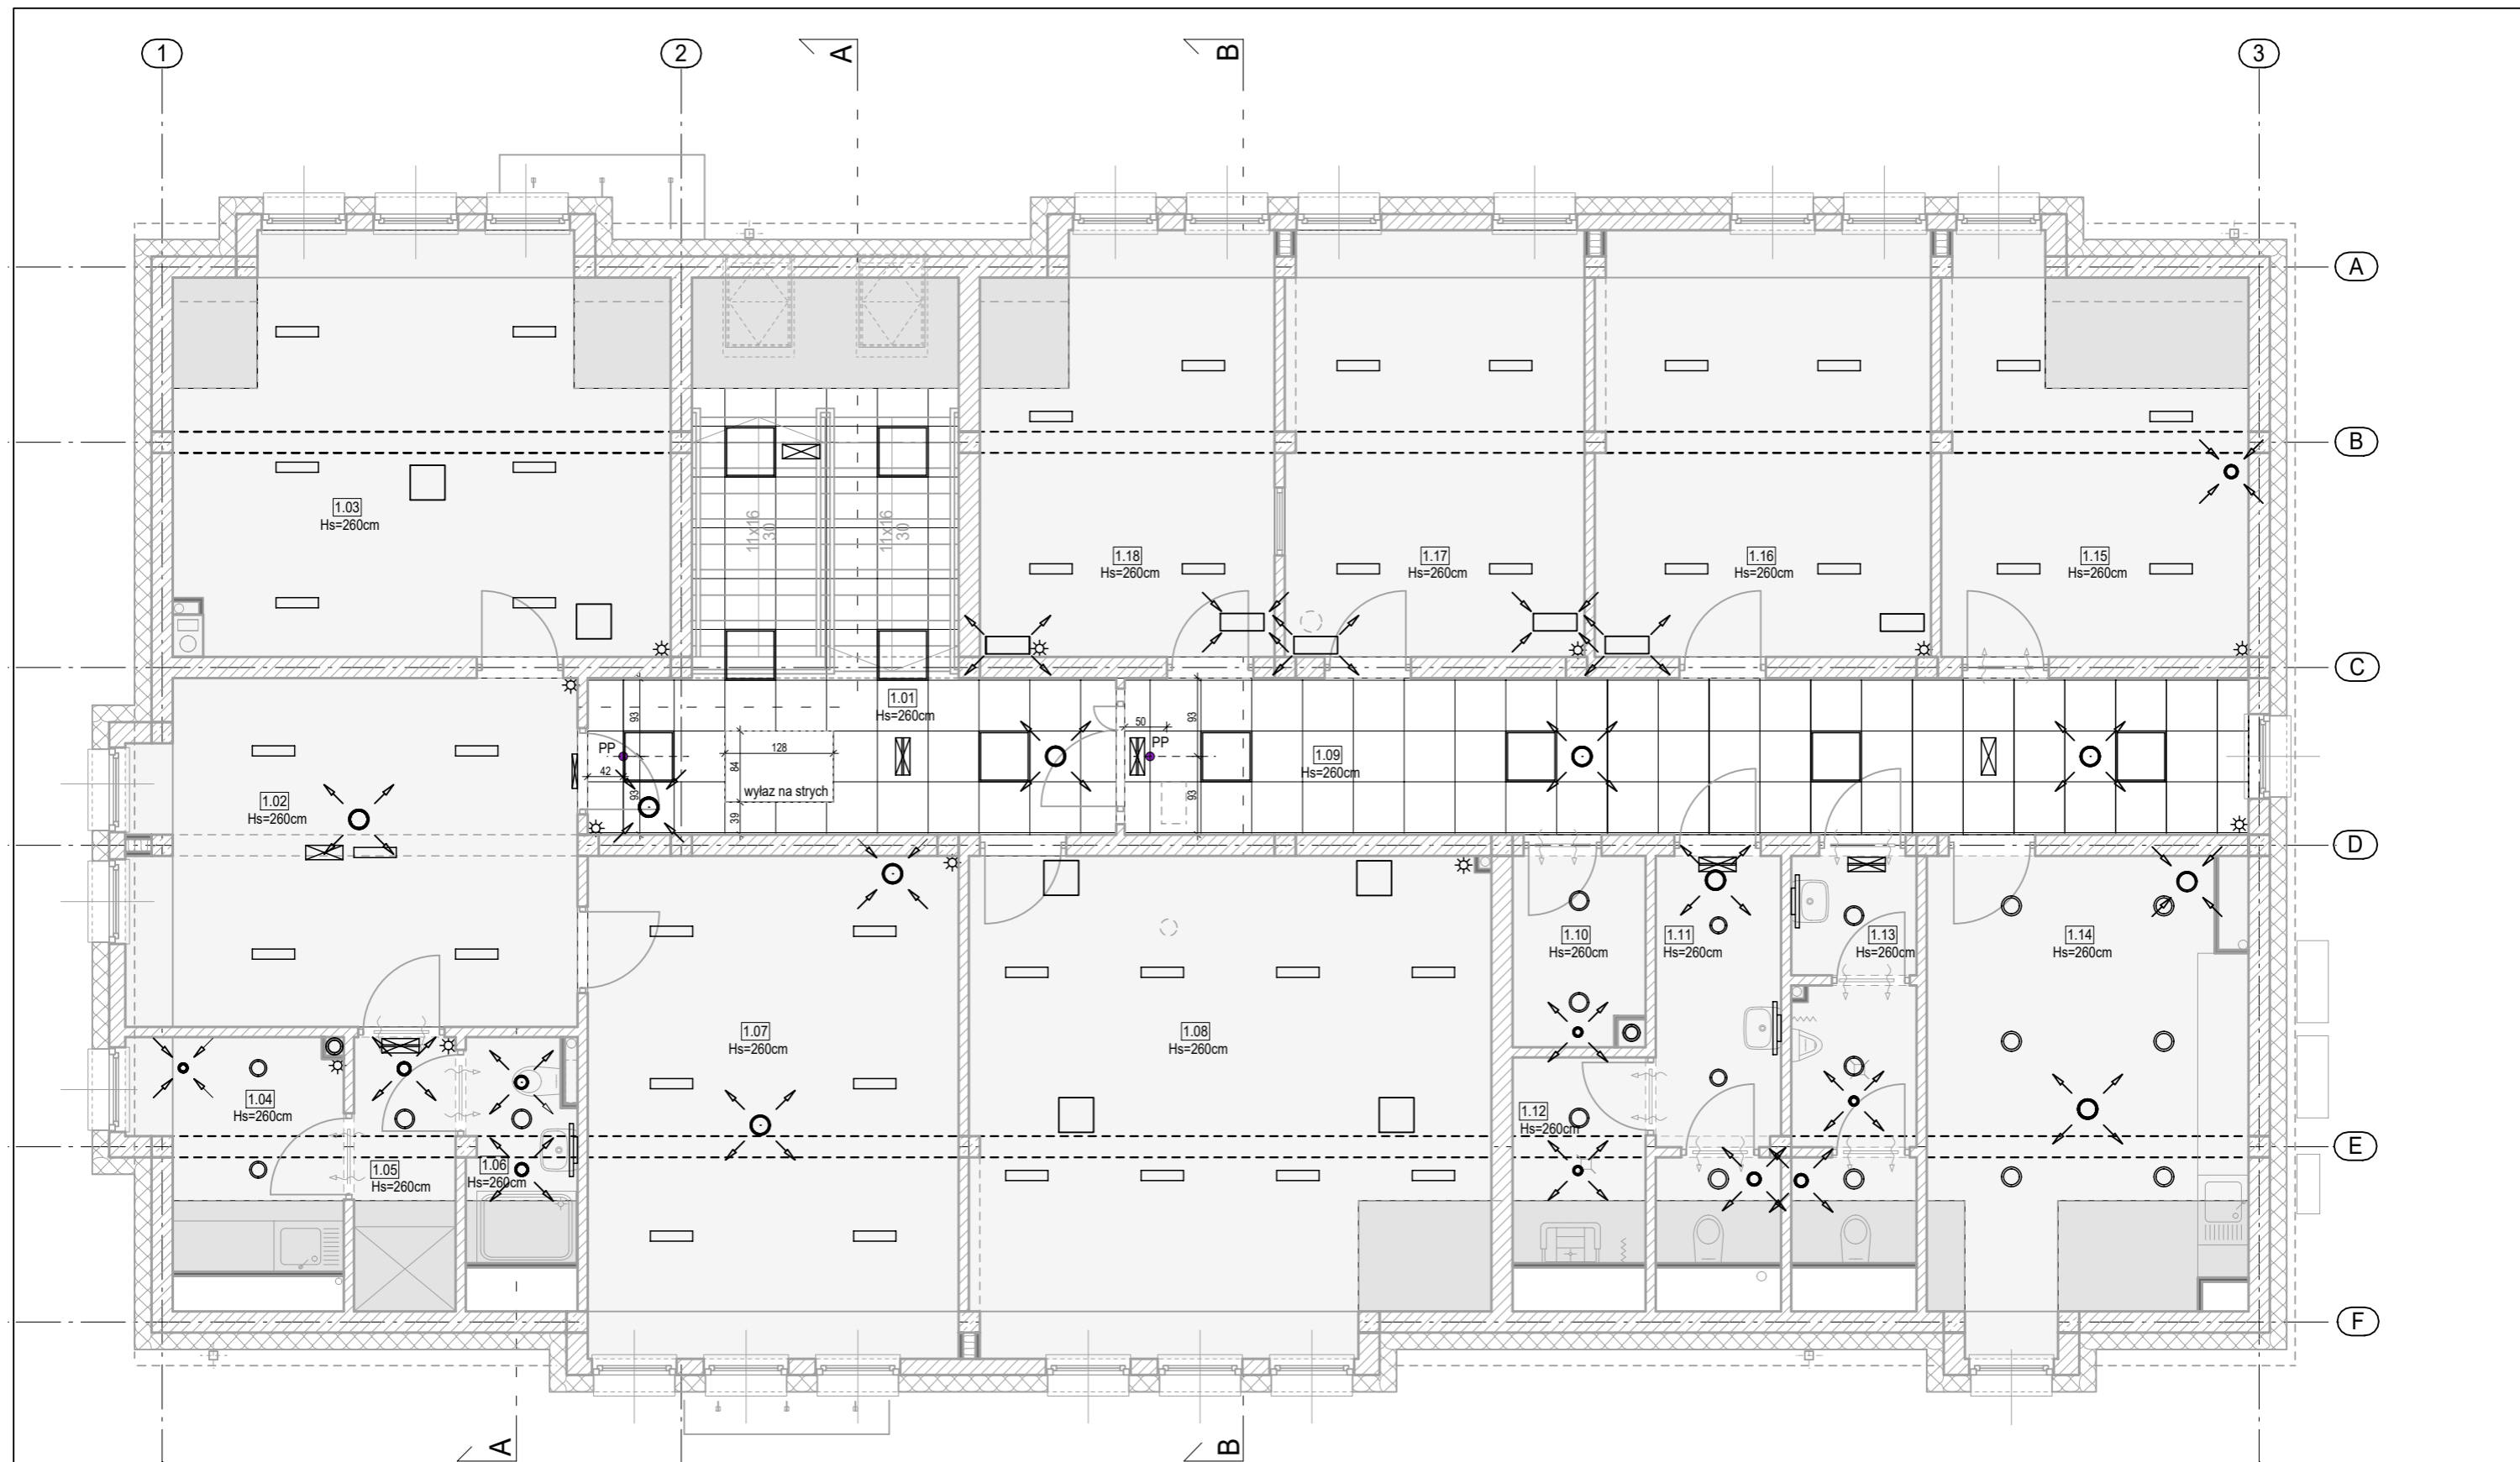 1
2
A
B
3
A
B
1.03
Hs=260cm
11x16
30
11x16
30
1.18
Hs=260cm
1.17
Hs=260cm
1.16
Hs=260cm
1.15
Hs=260cm
C
1.01
Hs=260cm
93
PP
42
93
128
84
39
wyłaz na strych
50
PP
93
93
1.09
Hs=260cm
1.02
Hs=260cm
D
1.10
Hs=260cm
1.11
Hs=260cm
1.13
Hs=260cm
1.14
Hs=260cm
1.07
Hs=260cm
1.08
Hs=260cm
1.04
Hs=260cm
1.12
Hs=260cm
1.05
Hs=260cm
1.06
Hs=260cm
E
F
A
B